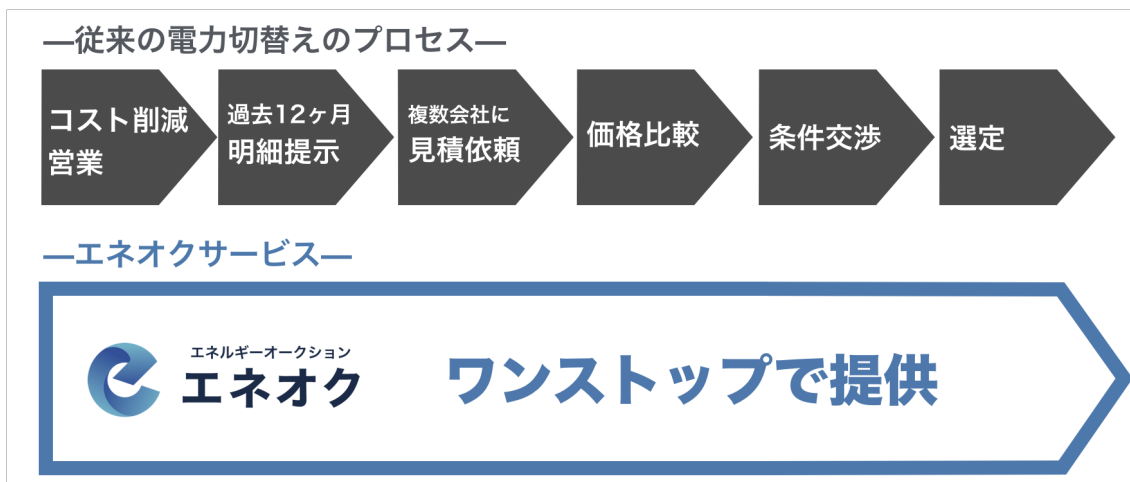 ―従来の電力切替えのプロセス―
コスト削減
営業
過去12ヶ月
明細提示
複数会社に
見積依頼
価格比較
条件交渉
選定
―エネオクサービス―
エネルギーオークション
エネオク
ワンストップで提供